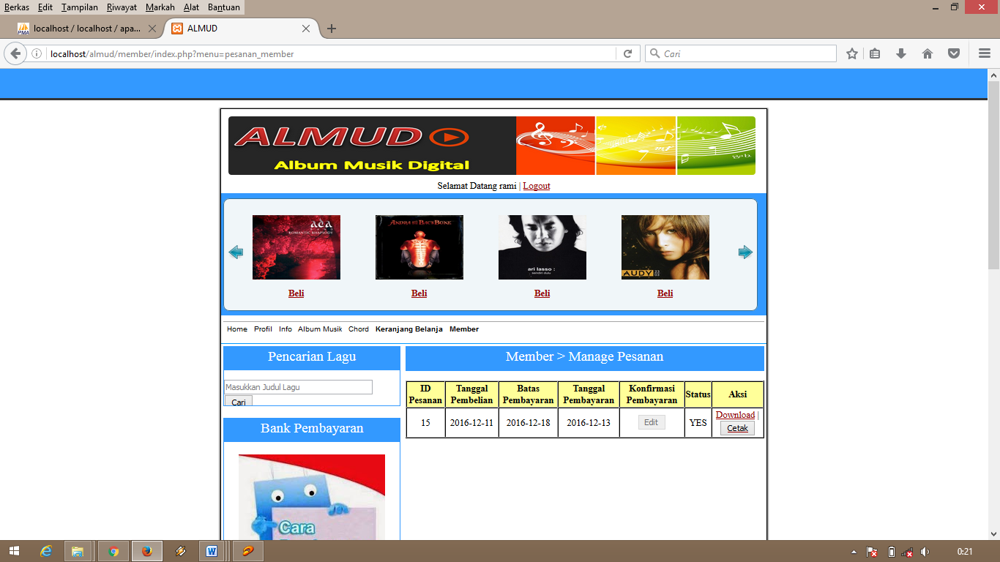 Berkas Edit Tampilan Riwayat Markah Alat Bantuan
PMA localhost / localhost / apa... ALMUD
localhost/almud/member/index.php?menu=pesanan_member Cari
ALMUD
Album Musik Digital
Selamat Datang rami | Logout
ada
BAND
ROMANTIC RHAPSODY
ANDRA and THE BACKBONE
ari lasso :
sendiri dulu
AUDY
Beli Beli Beli Beli
Home Profil Info Album Musik Chord Keranjang Belanja Member
Pencarian Lagu
Masukkan Judul Lagu
Cari
Bank Pembayaran
Cara
Member > Manage Pesanan
ID Pesanan Tanggal Pembelian Batas Pembayaran Tanggal Pembayaran Konfirmasi Pembayaran Status Aksi
15 2016-12-11 2016-12-18 2016-12-13 Edit YES Download |
Cetak
0:21